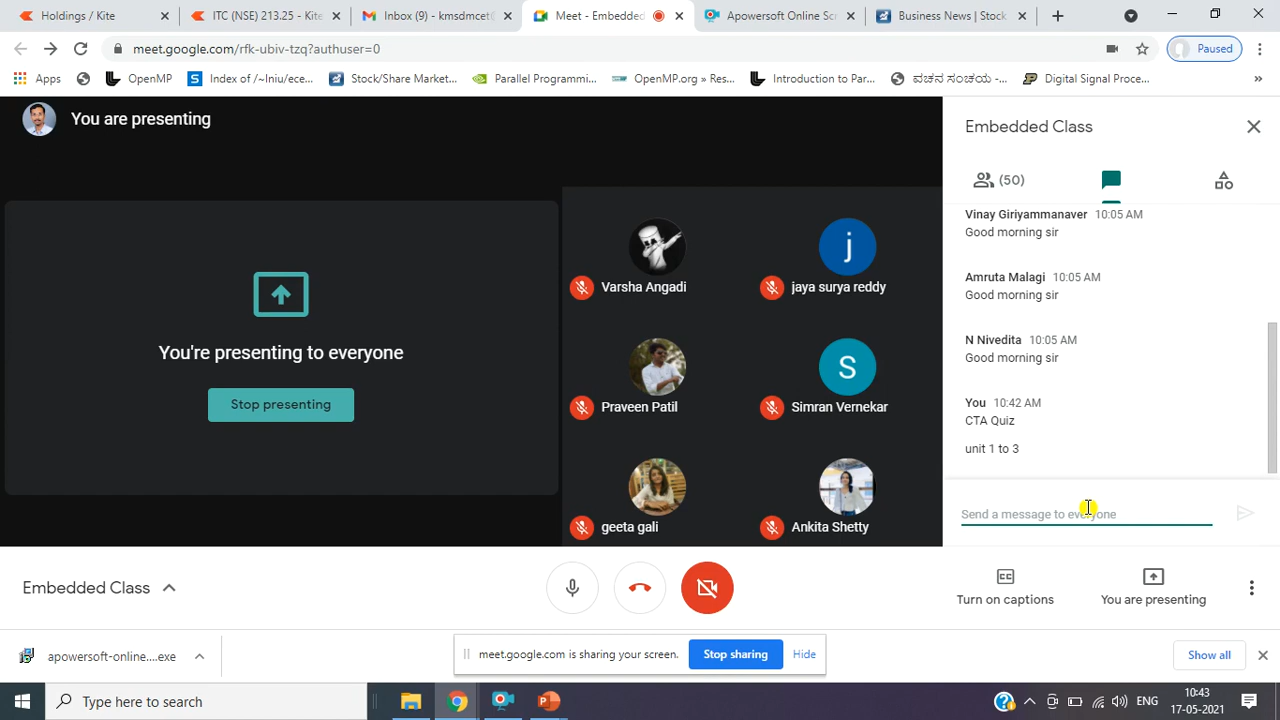 Holdings / Kite
ITC (NSE) 213.25 - Kite
Inbox (9) - kmsdmcet@
Meet - Embedded
Apowersoft Online Scr
Business News | Stock
meet.google.com/rfk-ubiv-tzq?authuser=0
Paused
Apps
OpenMP
Index of /~lniu/ece...
Stock/Share Market...
Parallel Programmi...
OpenMP.org » Res...
Introduction to Par...
ವಚನ ಸಂಚಯ -...
Digital Signal Proce...
»
You are presenting
You're presenting to everyone
Stop presenting
Varsha Angadi
j
jaya surya reddy
Praveen Patil
S
Simran Vernekar
geeta gali
Ankita Shetty
Embedded Class
(50)
Vinay Giriyammanaver 10:05 AM
Good morning sir
Amruta Malagi 10:05 AM
Good morning sir
N Nivedita 10:05 AM
Good morning sir
You 10:42 AM
CTA Quiz
unit 1 to 3
Send a message to everyone
Embedded Class
CC
Turn on captions
You are presenting
apowersoft-online....exe
meet.google.com is sharing your screen.
Stop sharing
Hide
Show all
Type here to search
ENG
10:43
17-05-2021